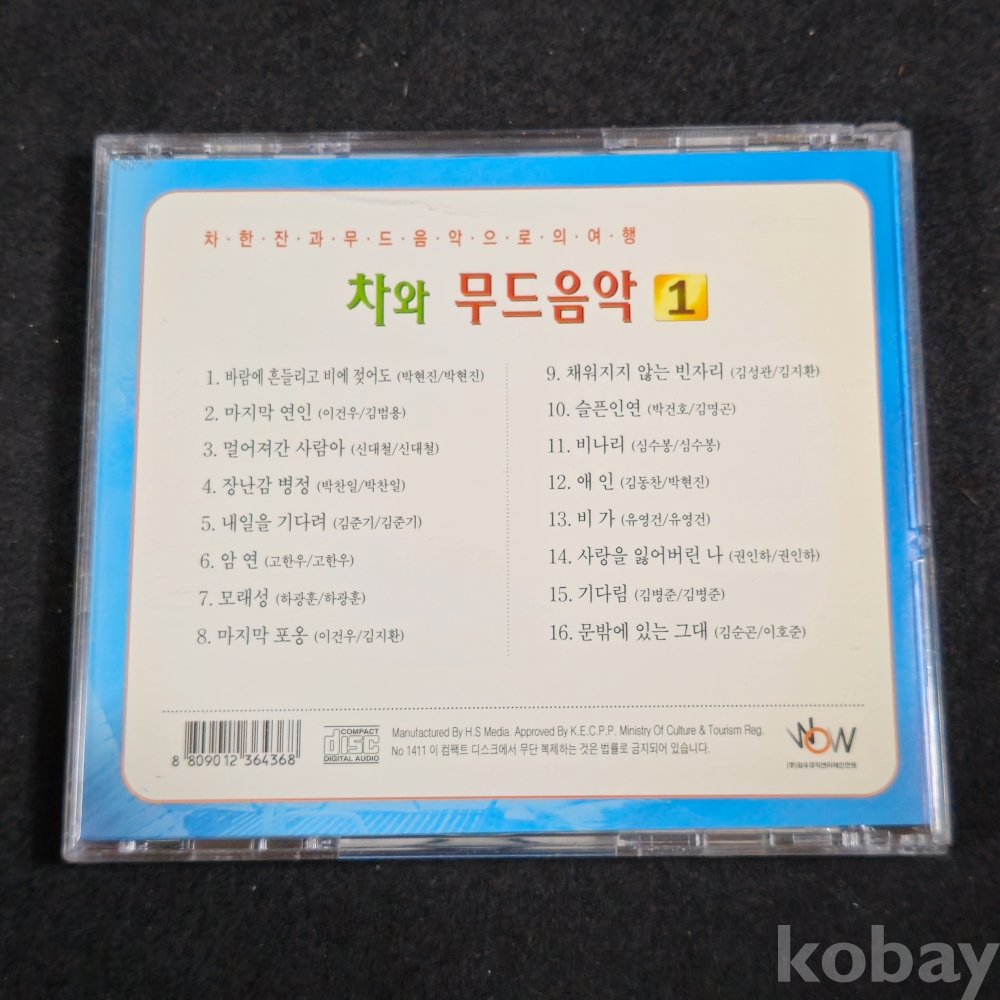 차·한·잔·과·무·드·음·악·으·로·의·여·행
차와 무드음악 1
1. 바람에 흔들리고 비에 젖어도 (박현진/박현진)
2. 마지막 연인 (이건우/김범용)
3. 멀어져간 사람아 (신대철/신대철)
4. 장난감 병정 (박찬일/박찬일)
5. 내일을 기다려 (김준기/김준기)
6. 암 연 (고한우/고한우)
7. 모래성 (하광훈/하광훈)
8. 마지막 포옹 (이건우/김지환)
9. 채워지지 않는 빈자리 (김성관/김지환)
10. 슬픈인연 (박건호/김명곤)
11. 비나리 (심수봉/심수봉)
12. 애 인 (김동찬/박현진)
13. 비 가 (유영건/유영건)
14. 사랑을 잃어버린 나 (권인하/권인하)
15. 기다림 (김병준/김병준)
16. 문밖에 있는 그대 (김순곤/이호준)
8 809012 364368
COMPACT
disc
DIGITAL AUDIO
Manufactured By H.S Media. Approved By K.E.C.P.P. Ministry Of Culture & Tourism Reg.
No 1411 이 컴팩트 디스크에서 무단 복제하는 것은 법률로 금지되어 있습니다.
NOW
kobay